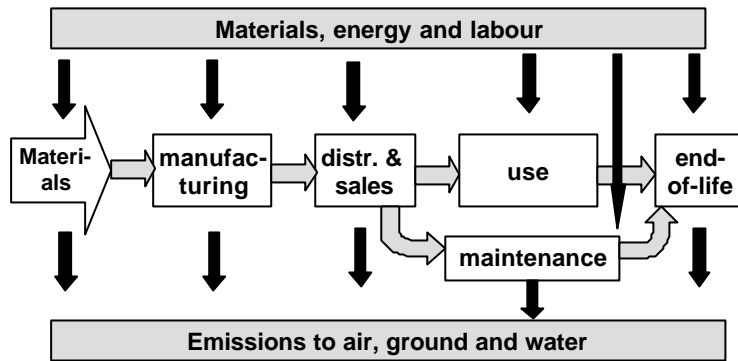 Materials, energy and labour
Materi-
als
manufac-
turing
distr. &
sales
use
end-
of-life
maintenance
Emissions to air, ground and water